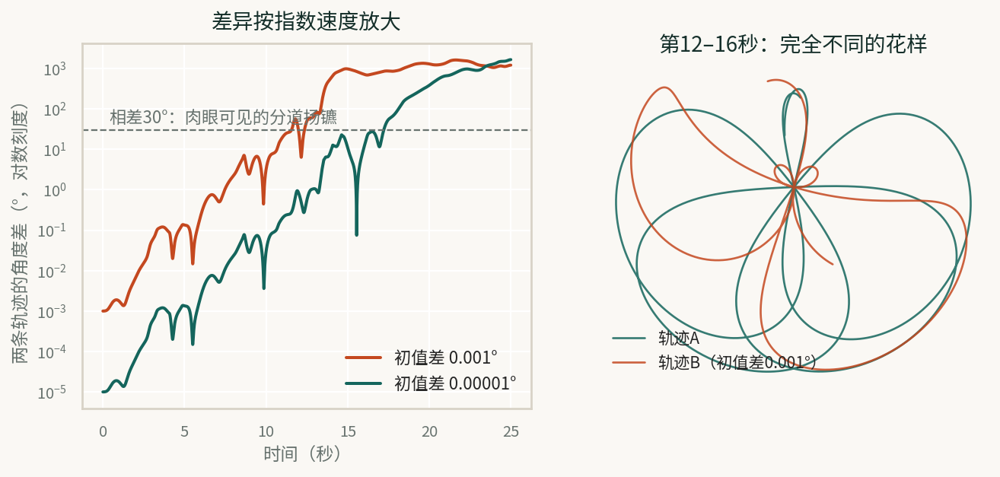 差异按指数速度放大
两条轨迹的角度差（°，对数刻度）
10³
10²
10¹
10⁰
10⁻¹
10⁻²
10⁻³
10⁻⁴
10⁻⁵
相差30°：肉眼可见的分道扬镳
初值差 0.001°
初值差 0.00001°
0 5 10 15 20 25
时间（秒）
第12–16秒：完全不同的花样
轨迹A
轨迹B（初值差0.001°）